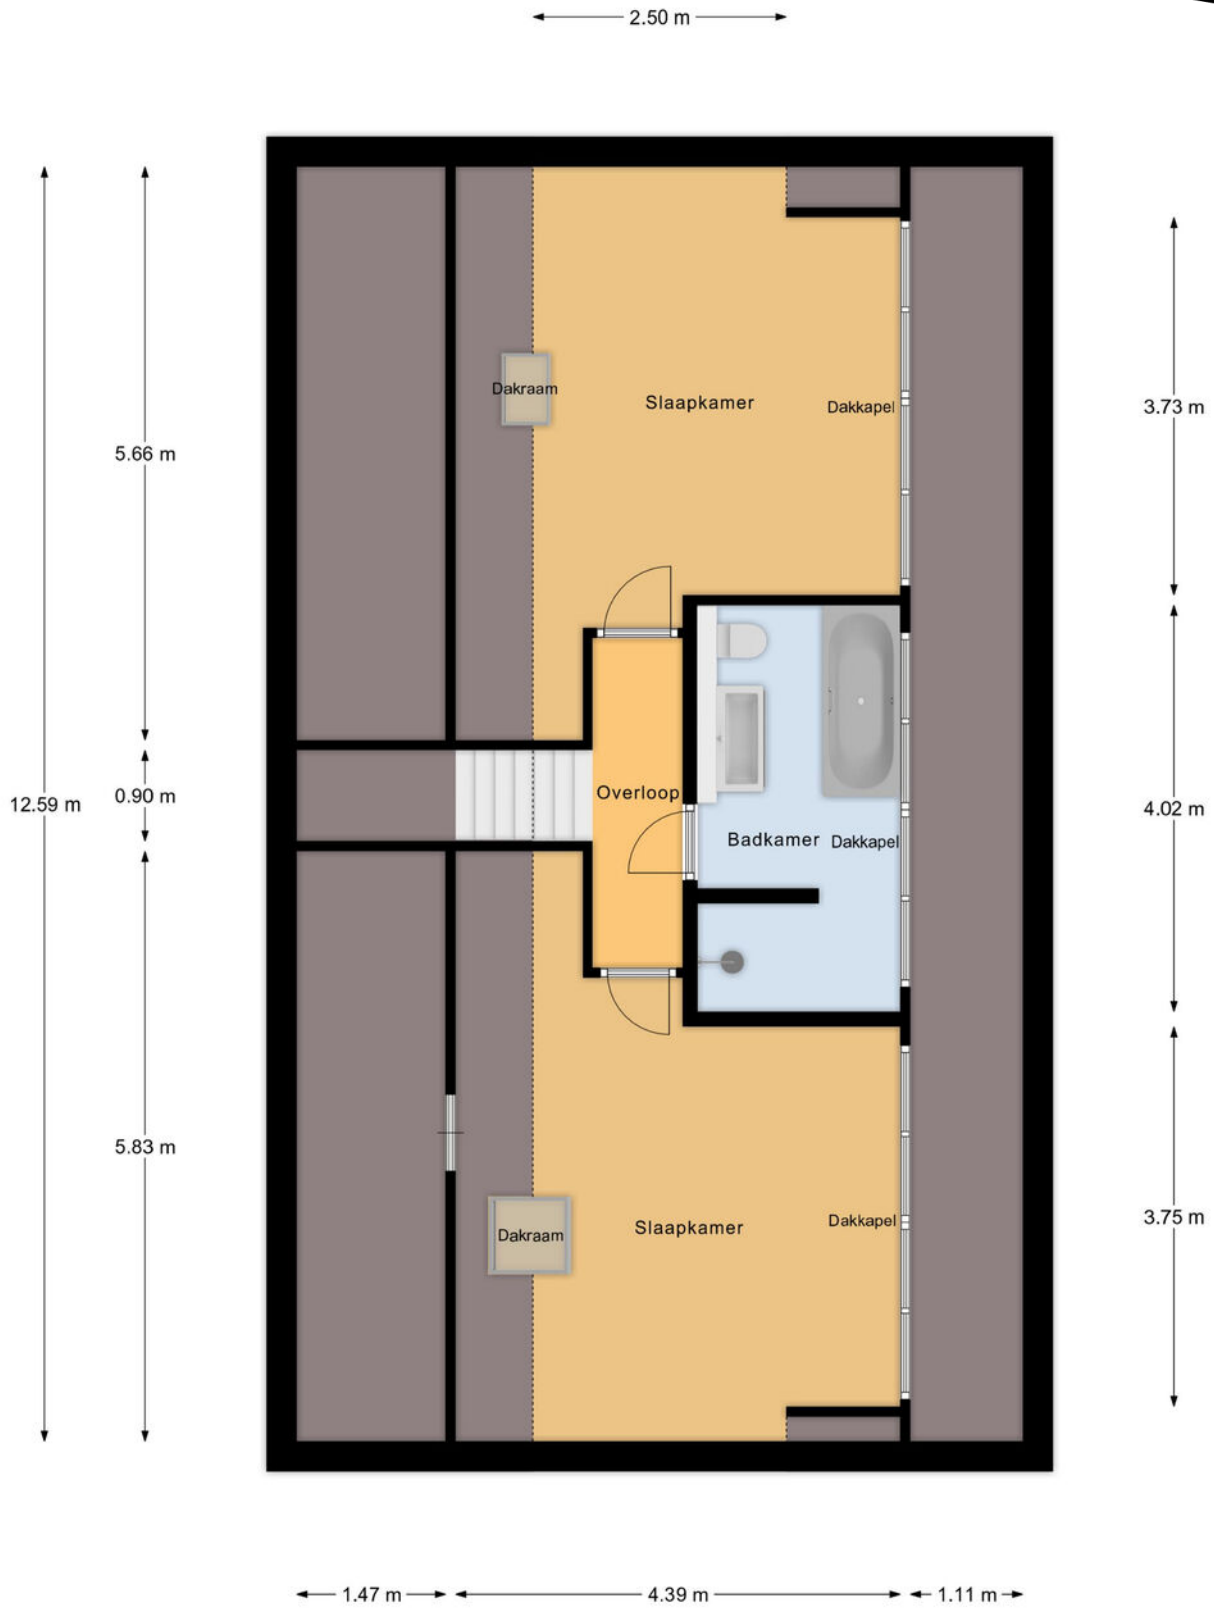 2.50 m
Dakraam
Slaapkamer
Dakkapel
3.73 m
5.66 m
12.59 m
0.90 m
Overloop
4.02 m
Badkamer
Dakkapel
5.83 m
3.75 m
Dakkapel
Slaapkamer
Dakraam
1.47 m
4.39 m
1.11 m